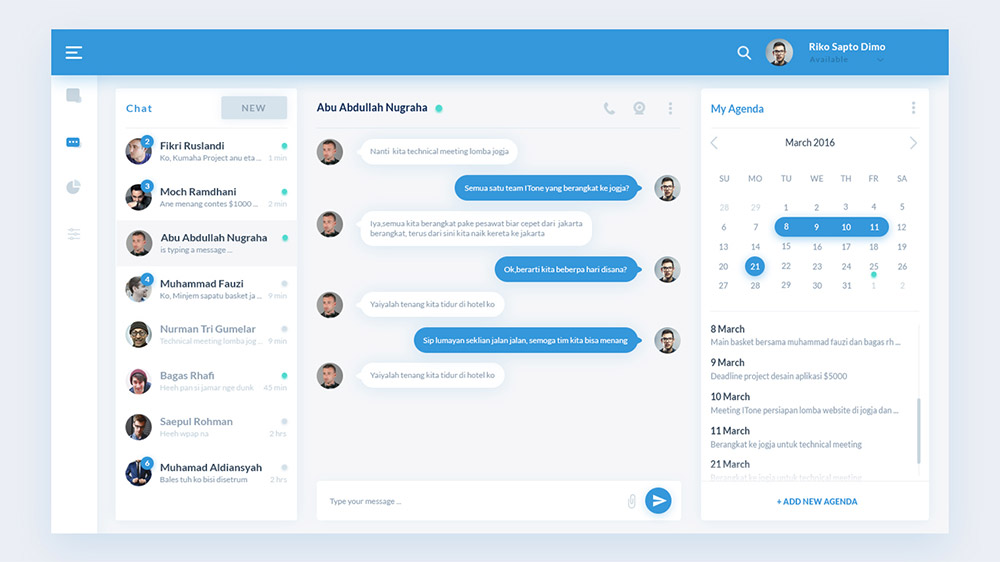 Riko Sapto Dimo
Available
Chat
NEW
2
Fikri Ruslandi
Ko, Kumaha Project anu eta ...
1 min
3
Moch Ramdhani
Ane menang contes $1000 ...
2 min
Abu Abdullah Nugraha
is typing a message ...
4
Muhammad Fauzi
Ko, Minjem sapatu basket ja ...
9 min
Nurman Tri Gumelar
Technical meeting lomba jog ...
9 min
Bagas Rhafi
Heeh pan si jamar nge dunk
45 min
Saepul Rohman
Heeh wpap na
2 hrs
6
Muhamad Aldiansyah
Bales tuh ko bisi disetrum
2 hrs
Abu Abdullah Nugraha
Nanti kita technical meeting lomba jogja
Semua satu team ITone yang berangkat ke jogja?
Iya,semua kita berangkat pake pesawat biar cepet dari jakarta
berangkat, terus dari sini kita naik kereta ke jakarta
Ok,berarti kita beberpa hari disana?
Yaiyalah tenang kita tidur di hotel ko
Sip lumayan seklian jalan jalan, semoga tim kita bisa menang
Yaiyalah tenang kita tidur di hotel ko
Type your message ...
My Agenda
March 2016
SU MO TU WE TH FR SA
28 29 1 2 3 4 5
6 7 8 9 10 11 12
13 14 15 16 17 18 19
20 21 22 23 24 25 26
27 28 29 30 31 1 2
8 March
Main basket bersama muhammad fauzi dan bagas rh ...
9 March
Deadline project desain aplikasi $5000
10 March
Meeting ITone persiapan lomba website di jogja dan ...
11 March
Berangkat ke jogja untuk technical meeting
21 March
Berangkat ke jogja untuk technical meeting
+ ADD NEW AGENDA